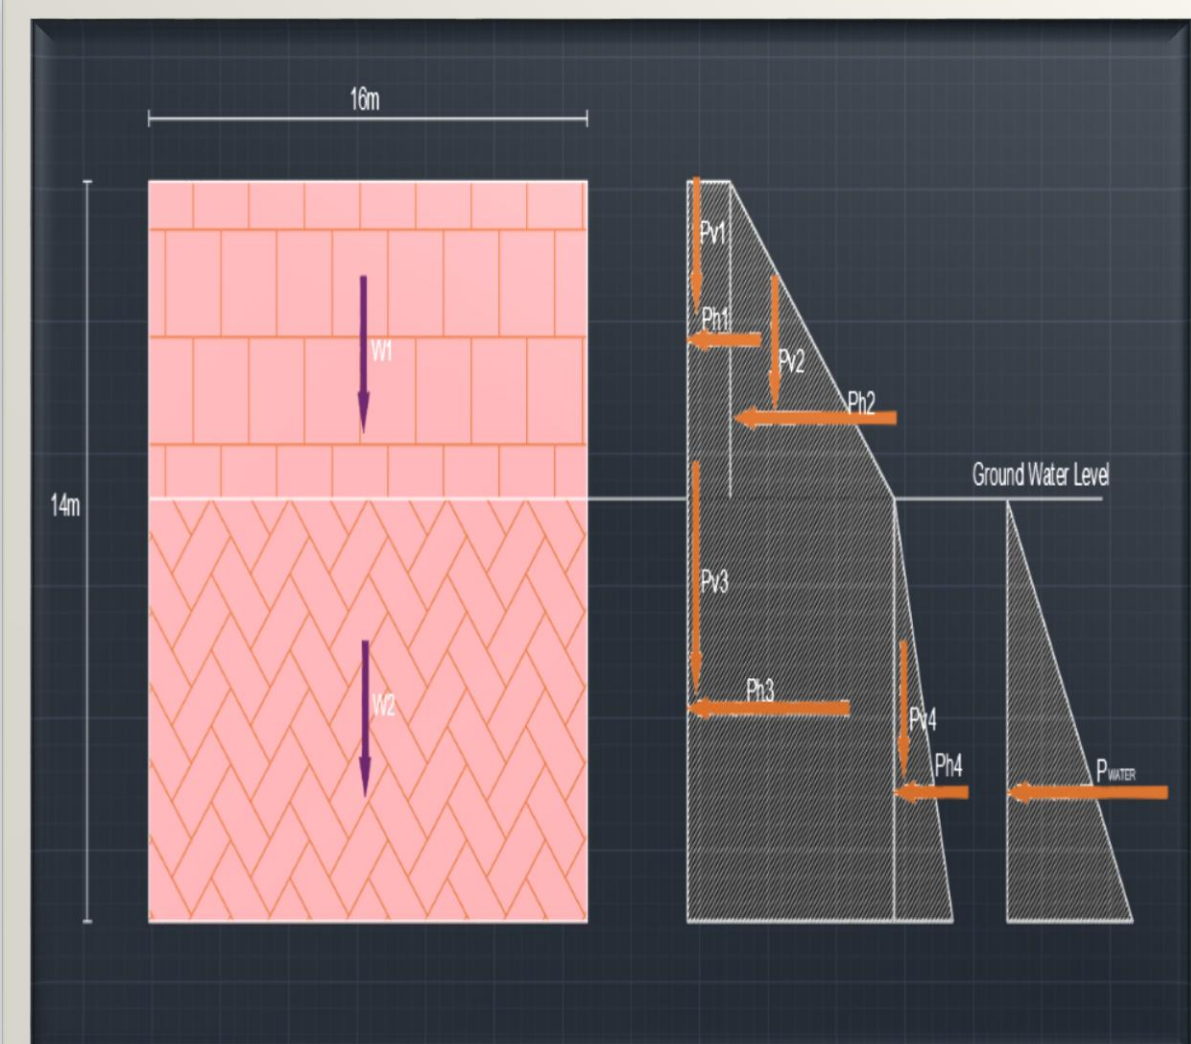 16m
Pv1
Ph1
W1
Pv2
Ph2
Ground Water Level
14m
Pv3
Ph3
W2
Pv4
Ph4
PWATER